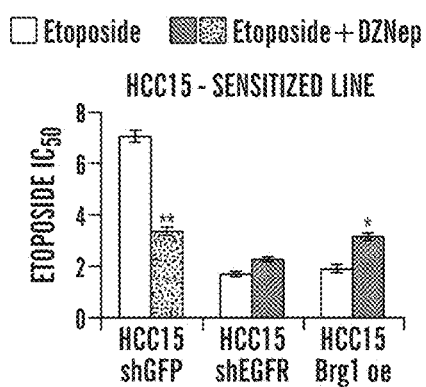 Etoposide Etoposide+DZNep
HCC15 - SENSITIZED LINE
ETOPOSIDE IC50
8
6
4
2
0
**
*
HCC15 HCC15 HCC15
shGFP shEGFR Brg1 oe